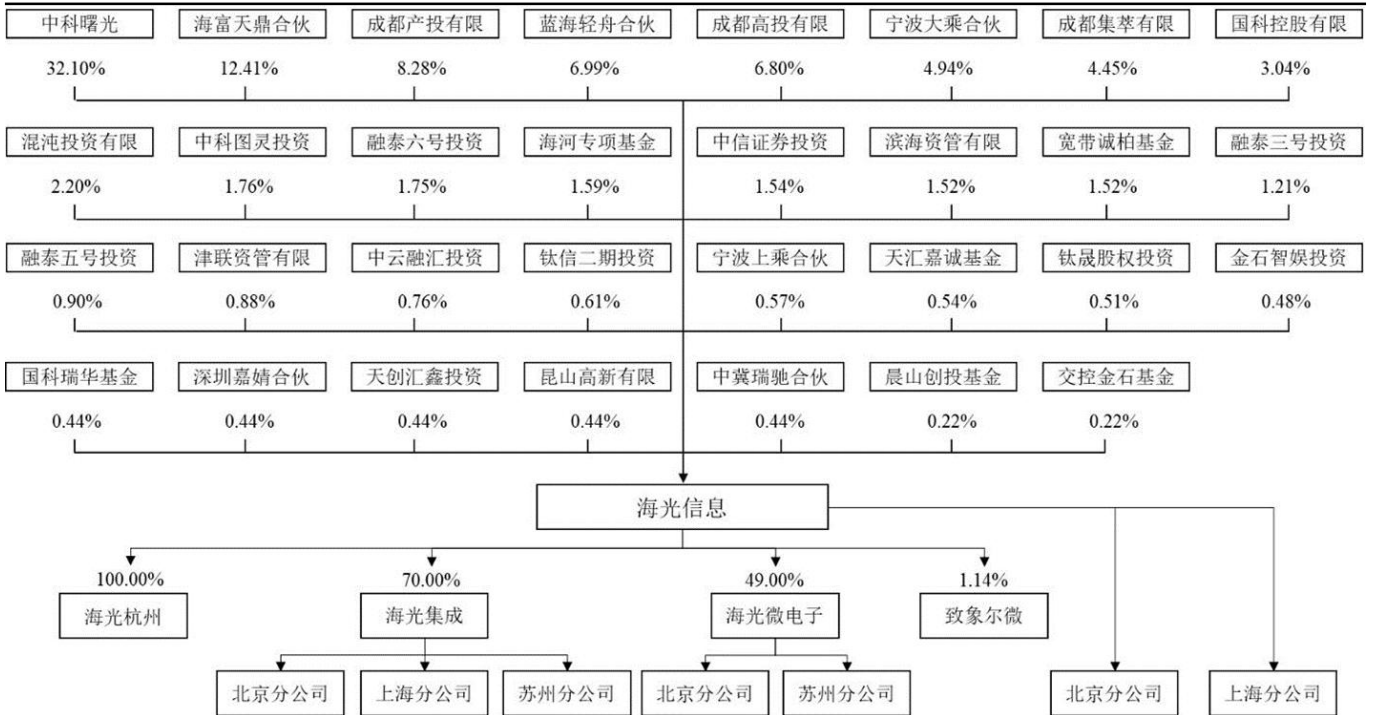 中科曙光 海富天鼎合伙 成都产投有限 蓝海轻舟合伙 成都高投有限 宁波大乘合伙 成都集萃有限 国科控股有限
32.10% 12.41% 8.28% 6.99% 6.80% 4.94% 4.45% 3.04%
混沌投资有限 中科图灵投资 融泰六号投资 海河专项基金 中信证券投资 滨海资管有限 宽带诚柏基金 融泰三号投资
2.20% 1.76% 1.75% 1.59% 1.54% 1.52% 1.52% 1.21%
融泰五号投资 津联资管有限 中云融汇投资 钛信二期投资 宁波上乘合伙 天汇嘉诚基金 钛晟股权投资 金石智娱投资
0.90% 0.88% 0.76% 0.61% 0.57% 0.54% 0.51% 0.48%
国科瑞华基金 深圳嘉婧合伙 天创汇鑫投资 昆山高新有限 中冀瑞驰合伙 晨山创投基金 交控金石基金
0.44% 0.44% 0.44% 0.44% 0.44% 0.22% 0.22%
海光信息
100.00% 70.00% 49.00% 1.14%
海光杭州 海光集成 海光微电子 致象尔微
北京分公司 上海分公司 苏州分公司 北京分公司 苏州分公司 北京分公司 上海分公司